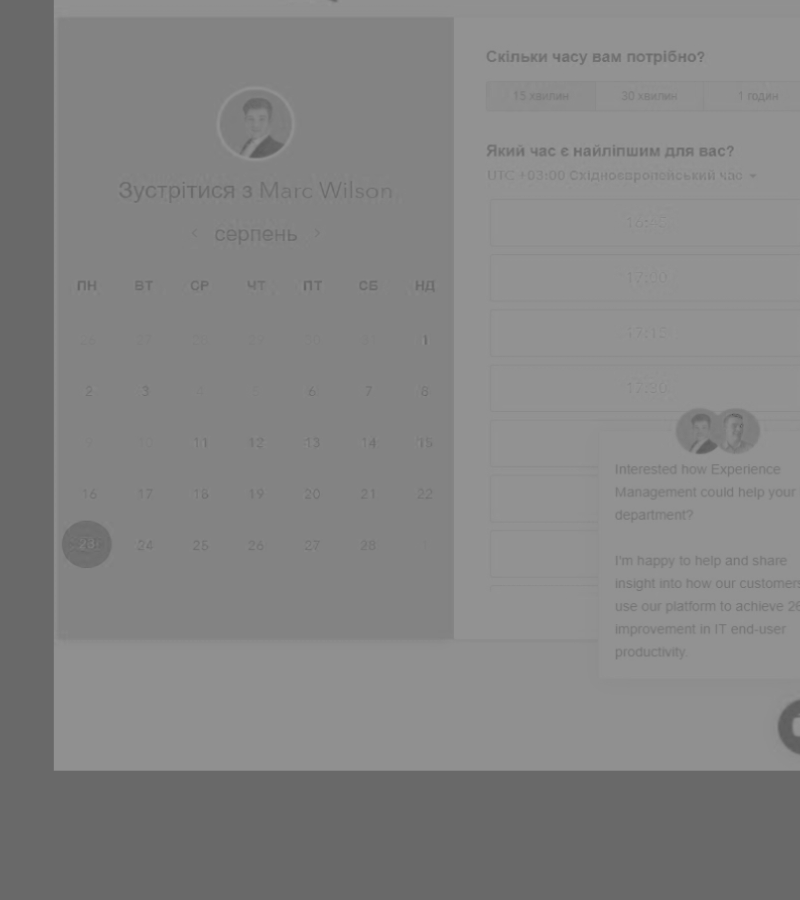 Зустрітися з Marc Wilson
серпень
ПН ВТ СР ЧТ ПТ СБ НД
26 27 28 29 30 31 1
2 3 4 5 6 7 8
9 10 11 12 13 14 15
16 17 18 19 20 21 22
23 24 25 26 27 28
Скільки часу вам потрібно?
15 хвилин 30 хвилин 1 годин
Який час є найліпшим для вас?
UTC +03:00 Східноєвропейський час
16:45
17:00
17:15
17:30
Interested how Experience
Management could help your
department?
I'm happy to help and share
insight into how our customers
use our platform to achieve
improvement in IT end-user
productivity.